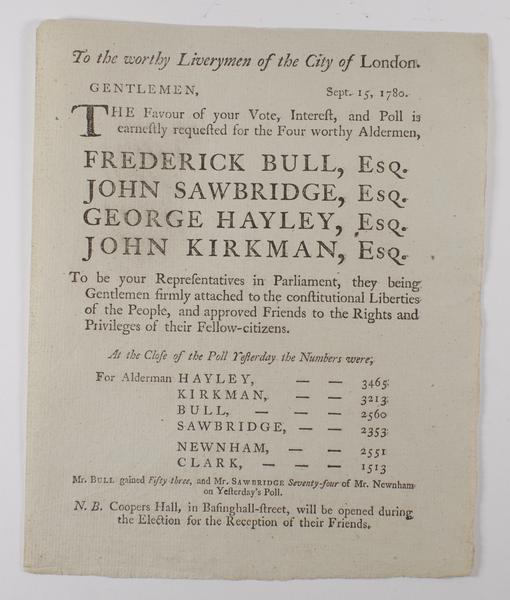 To the worthy Liverymen of the City of London.
GENTLEMEN, Sept. 15, 1780.
THE Favour of your Vote, Intereſt, and Poll is
earneſtly requeſted for the Four worthy Aldermen,
FREDERICK BULL, ESQ.
JOHN SAWBRIDGE, ESQ.
GEORGE HAYLEY, ESQ.
JOHN KIRKMAN, ESQ.
To be your Repreſentatives in Parliament, they being
Gentlemen firmly attached to the conſtitutional Liberties
of the People, and approved Friends to the Rights and
Privileges of their Fellow-citizens.
At the Cloſe of the Poll Yeſterday the Numbers were,
For Alderman HAYLEY, — — 3465
KIRKMAN, — — 3213
BULL, — — 2560
SAWBRIDGE, — — 2353
NEWNHAM, — — 2551
CLARK, — — — 1513
Mr. BULL gained Fifty-three, and Mr. SAWBRIDGE Seventy-four of Mr. Newnham
on Yeſterday's Poll.
N. B. Coopers Hall, in Baſinghall-ſtreet, will be opened during
the Election for the Reception of their Friends.